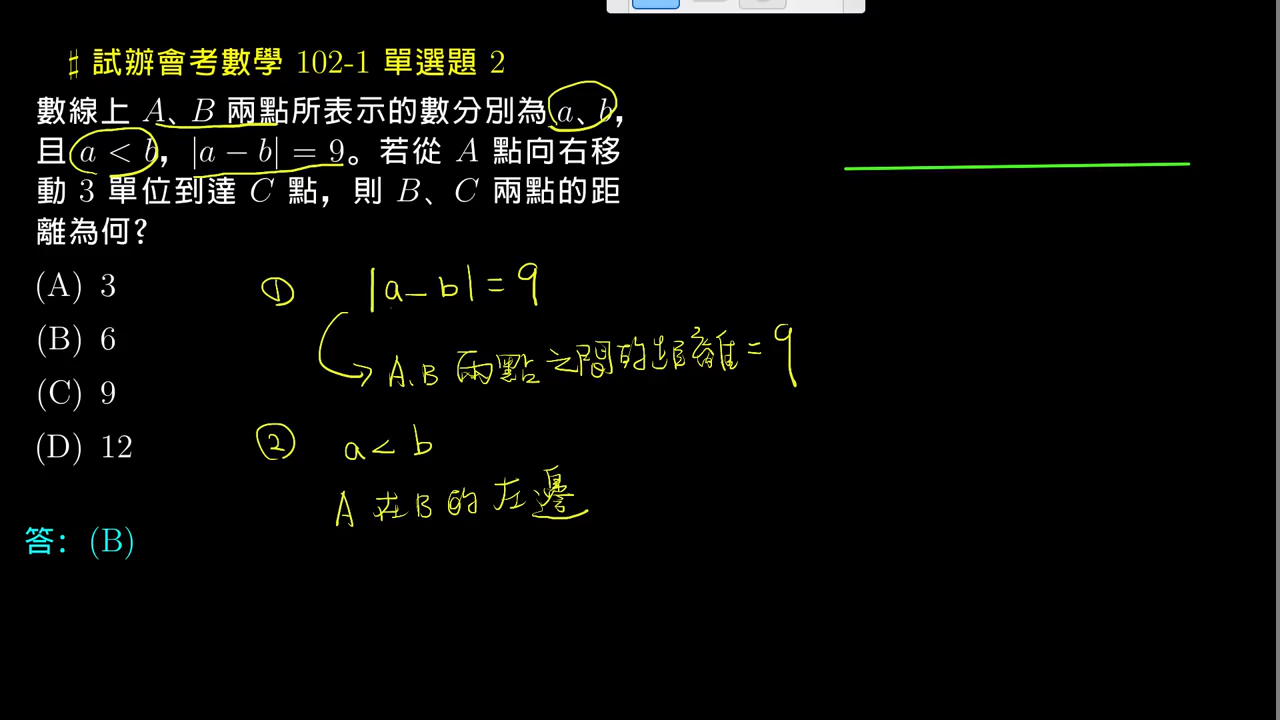 ♯試辦會考數學 102-1 單選題 2
數線上 A、B 兩點所表示的數分別為 a、b，
且 a < b，|a − b| = 9。若從 A 點向右移
動 3 單位到達 C 點，則 B、C 兩點的距
離為何？
(A) 3
(B) 6
(C) 9
(D) 12
① |a − b| = 9
A.B 兩點之間的距離 = 9
② a < b
A 在 B 的左邊
答：(B)